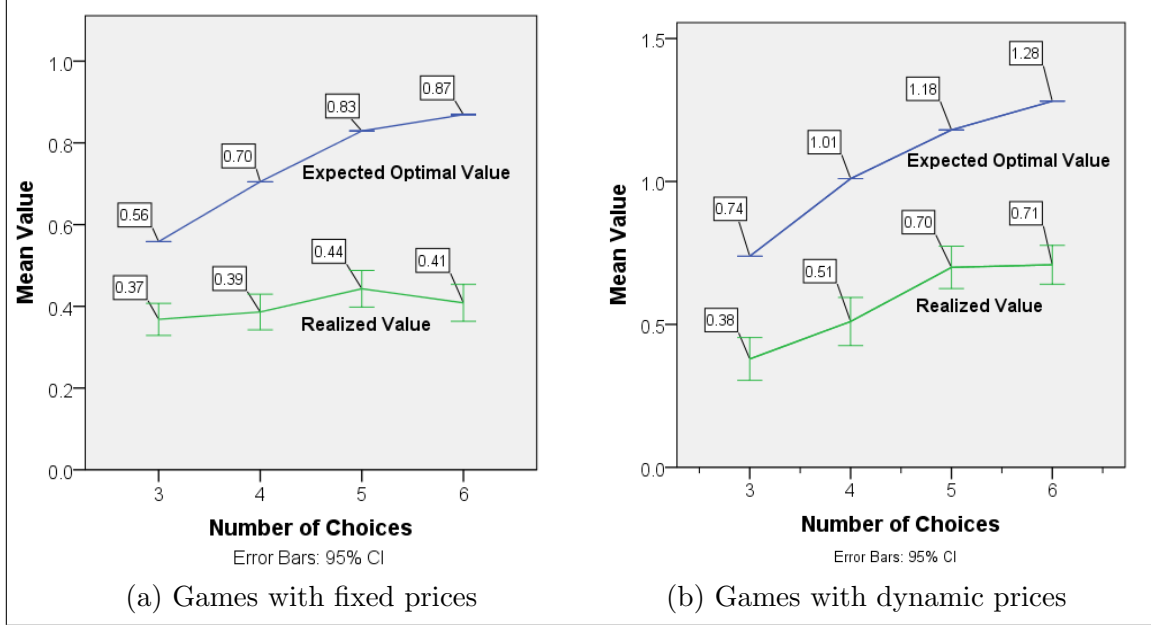 Mean Value
1.0
0.8
0.6
0.4
0.2
0.0
0.56
0.70
0.83
0.87
Expected Optimal Value
0.37
0.39
0.44
0.41
Realized Value
3 4 5 6
Number of Choices
Error Bars: 95% CI
(a) Games with fixed prices
Mean Value
1.5
1.0
0.5
0.0
0.74
1.01
1.18
1.28
Expected Optimal Value
0.38
0.51
0.70
0.71
Realized Value
3 4 5 6
Number of Choices
Error Bars: 95% CI
(b) Games with dynamic prices